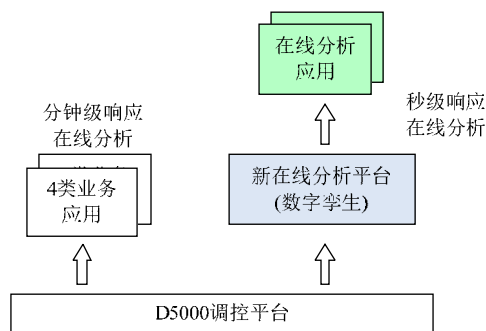 在线分析
应用
分钟级响应
在线分析
秒级响应
在线分析
4类业务
应用
新在线分析平台
(数字孪生)
D5000调控平台